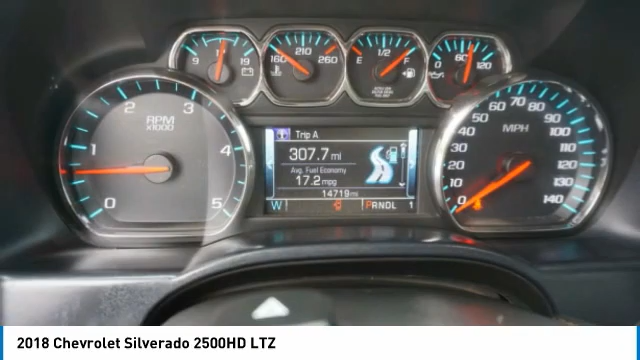 9 19
160 210 260
E 1/2 F
0 60 120
RPM
x1000
0 1 2 3 4 5
Trip A
307.7 mi
Avg. Fuel Economy
17.2 mpg
14719 mi
W PRNDL 1
MPH
0 10 20 30 40 50 60 70 80 90 100 110 120 130 140
2018 Chevrolet Silverado 2500HD LTZ